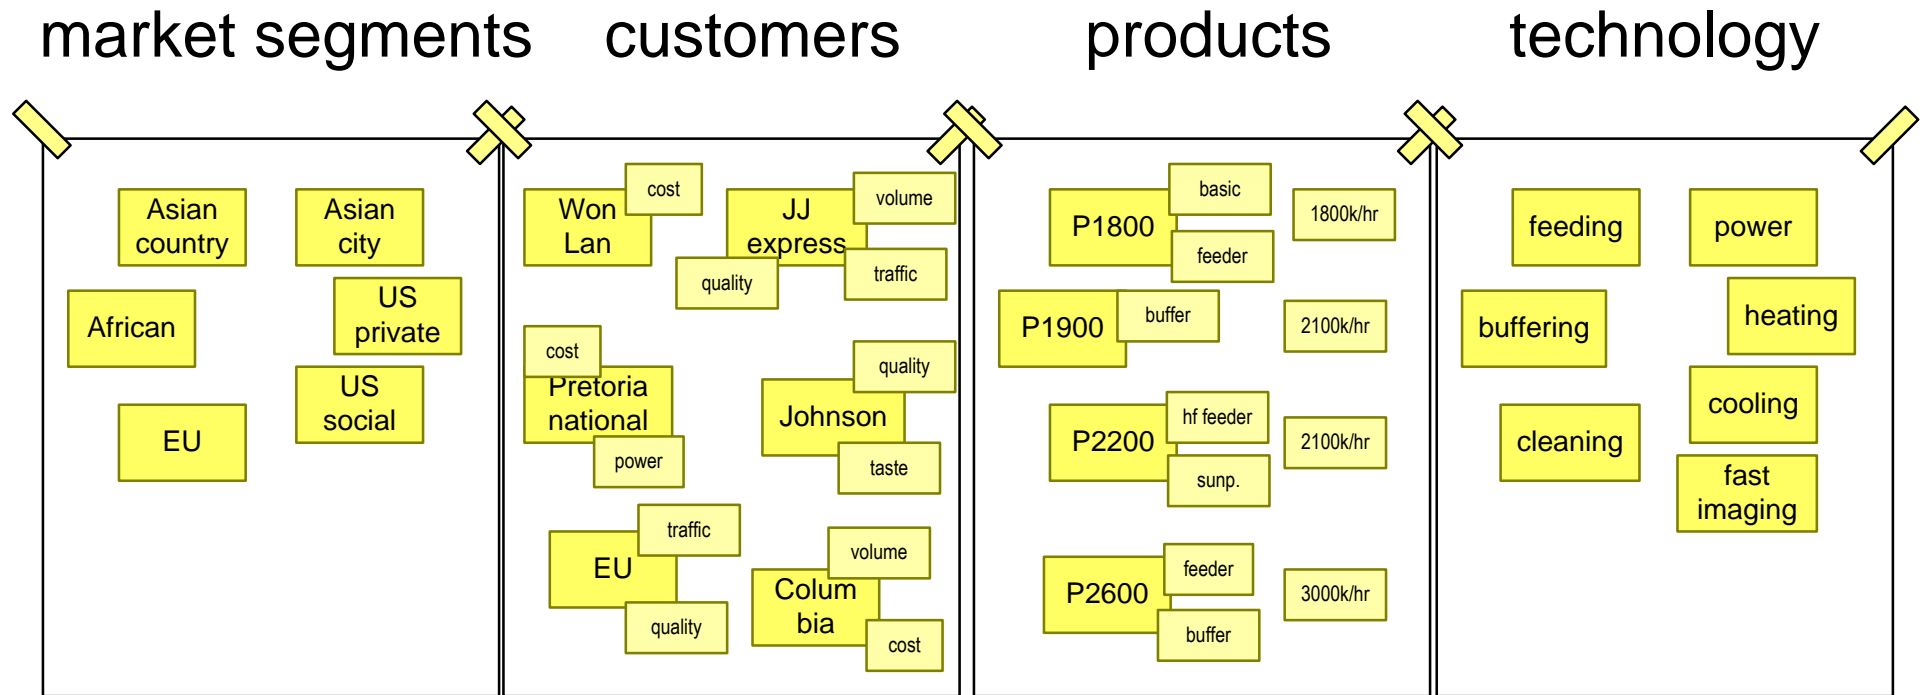 market segments
customers
products
technology
Asian
country
Asian
city
African
US
private
US
social
EU
Won
Lan
cost
JJ
express
volume
quality
traffic
cost
Pretoria
national
power
quality
Johnson
taste
traffic
EU
quality
volume
Colum
bia
cost
P1800
basic
feeder
1800k/hr
P1900
buffer
2100k/hr
P2200
hf feeder
sunp.
2100k/hr
P2600
feeder
buffer
3000k/hr
feeding
power
buffering
heating
cooling
cleaning
fast
imaging